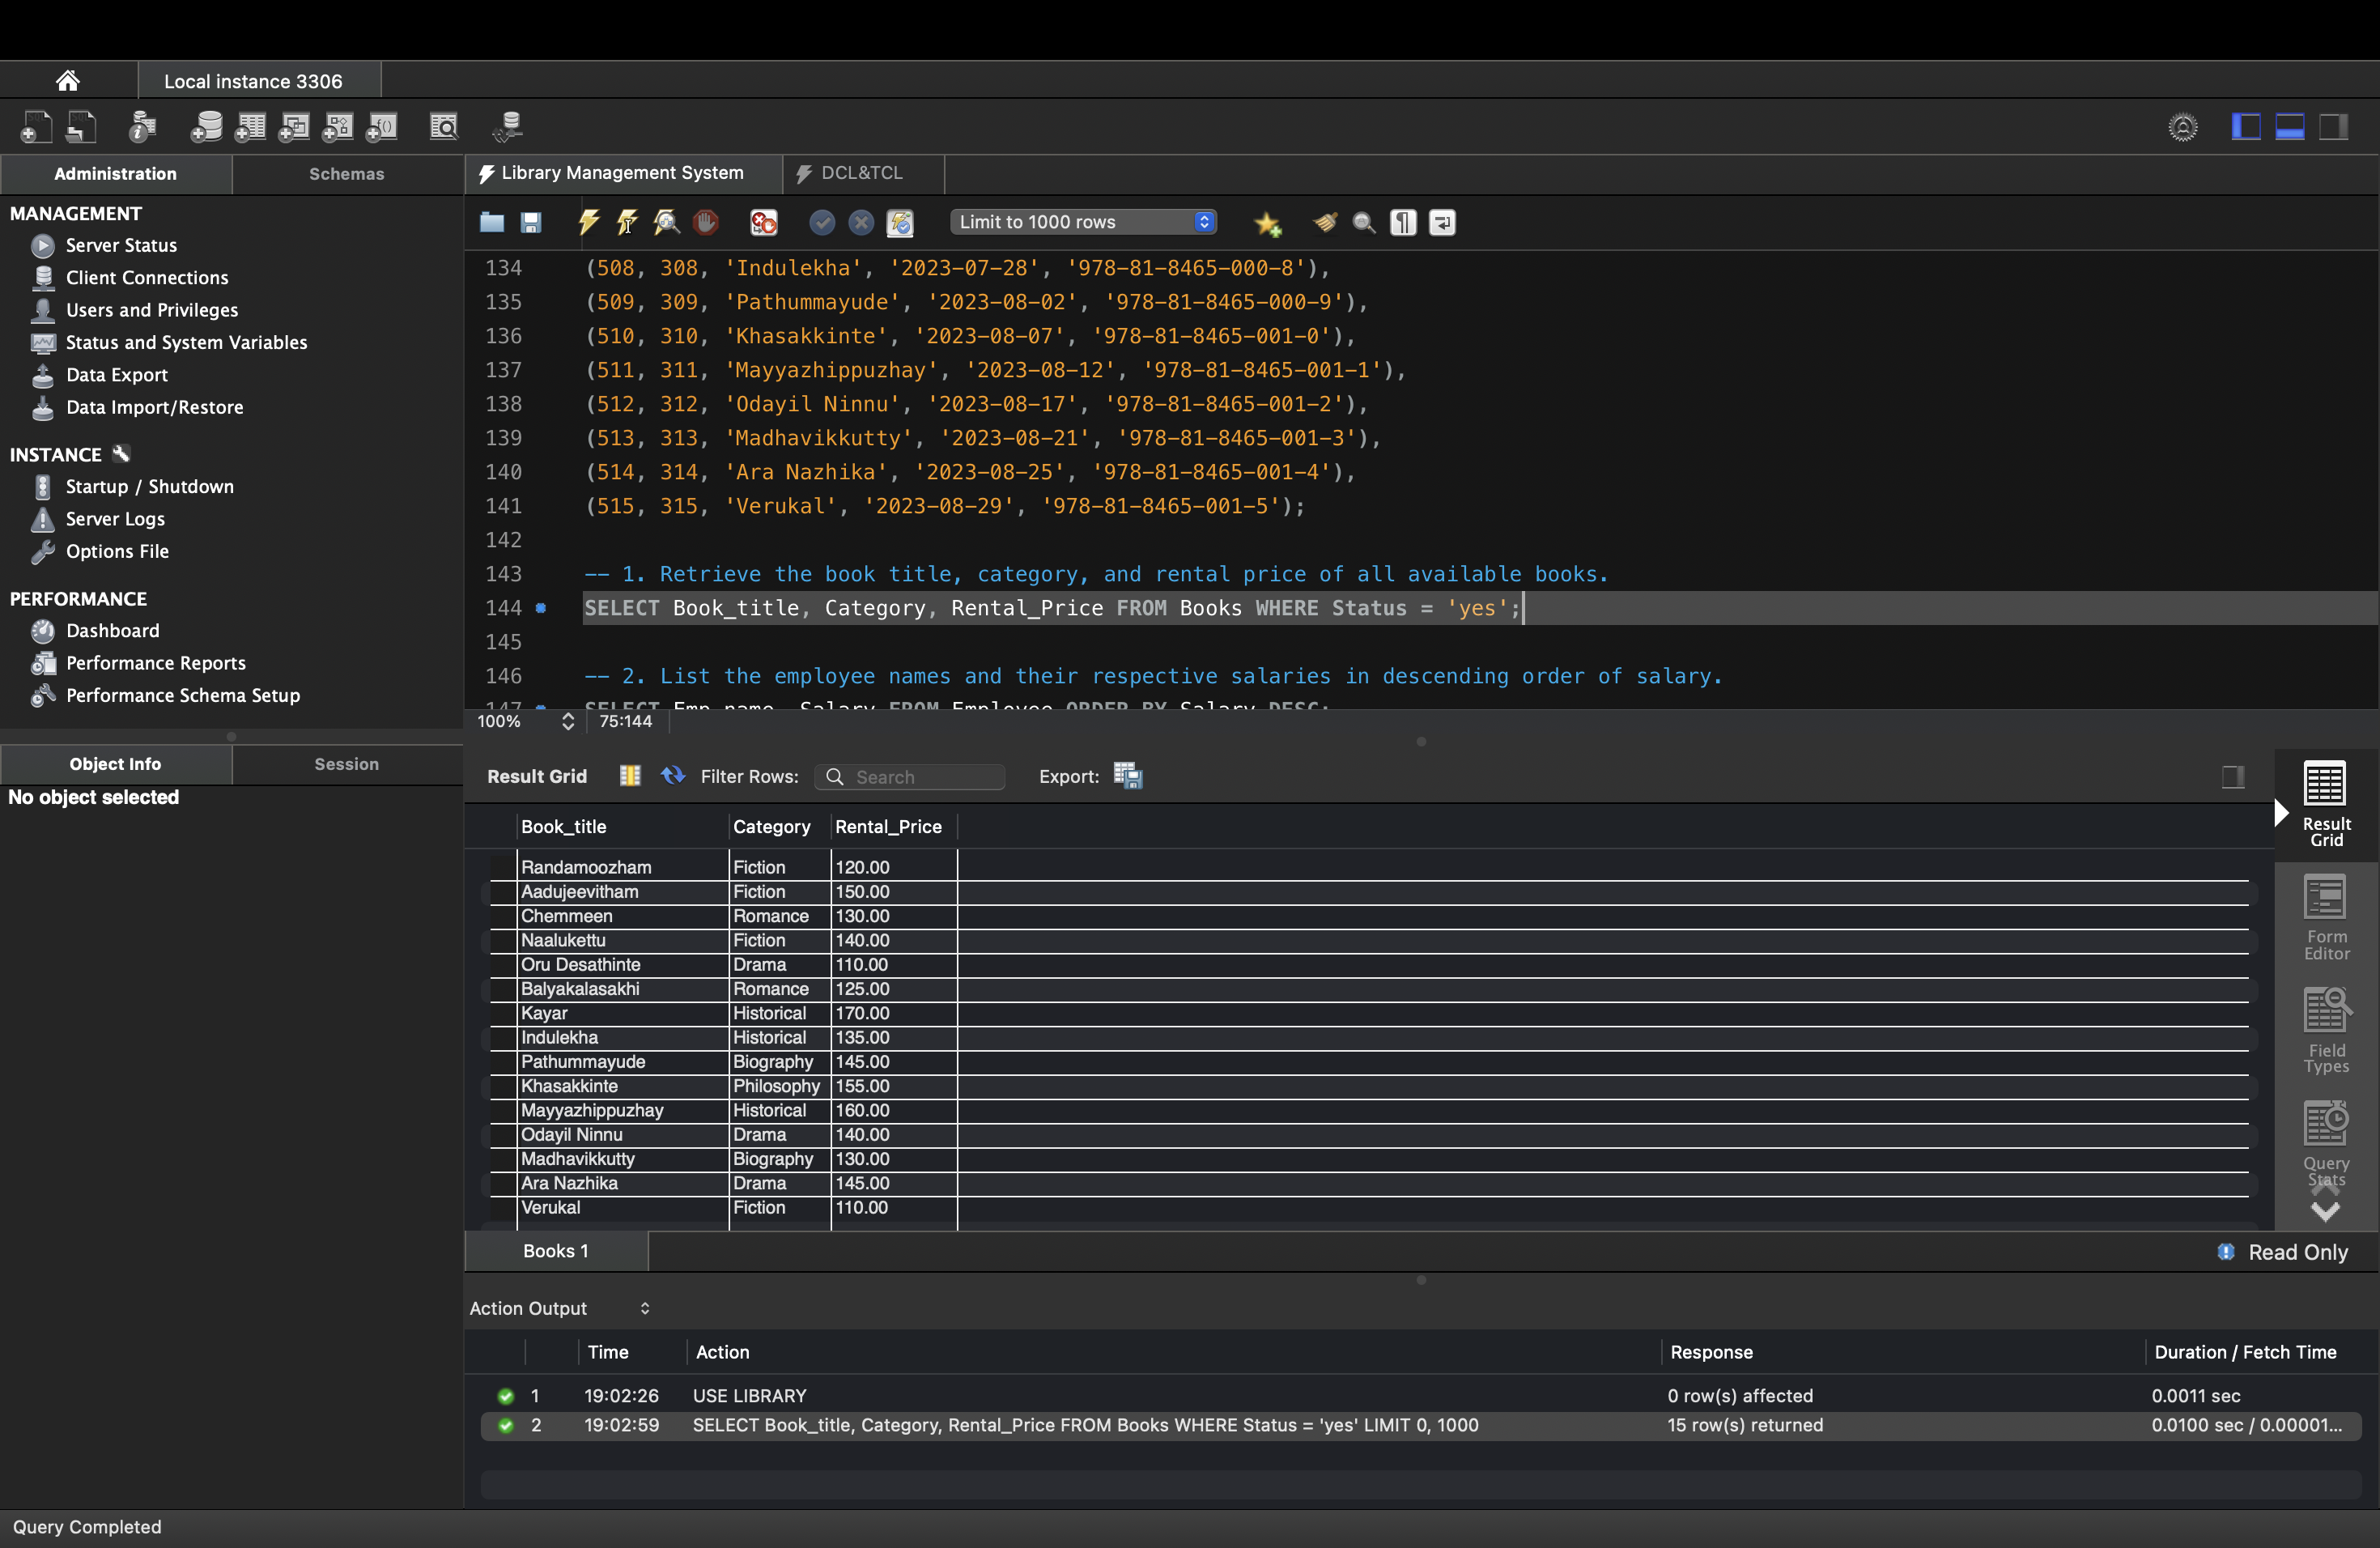 Local instance 3306
Administration Schemas
MANAGEMENT
Server Status
Client Connections
Users and Privileges
Status and System Variables
Data Export
Data Import/Restore
INSTANCE
Startup / Shutdown
Server Logs
Options File
PERFORMANCE
Dashboard
Performance Reports
Performance Schema Setup
Object Info Session
No object selected
Library Management System DCL&TCL
Limit to 1000 rows
134 (508, 308, 'Indulekha', '2023-07-28', '978-81-8465-000-8'),
135 (509, 309, 'Pathummayude', '2023-08-02', '978-81-8465-000-9'),
136 (510, 310, 'Khasakkinte', '2023-08-07', '978-81-8465-001-0'),
137 (511, 311, 'Mayyazhippuzhay', '2023-08-12', '978-81-8465-001-1'),
138 (512, 312, 'Odayil Ninnu', '2023-08-17', '978-81-8465-001-2'),
139 (513, 313, 'Madhavikkutty', '2023-08-21', '978-81-8465-001-3'),
140 (514, 314, 'Ara Nazhika', '2023-08-25', '978-81-8465-001-4'),
141 (515, 315, 'Verukal', '2023-08-29', '978-81-8465-001-5');
142
143 -- 1. Retrieve the book title, category, and rental price of all available books.
144 SELECT Book_title, Category, Rental_Price FROM Books WHERE Status = 'yes';
145
146 -- 2. List the employee names and their respective salaries in descending order of salary.
147 SELECT Emp_name, Salary FROM Employee ORDER BY Salary DESC;
100% 75:144
Result Grid Filter Rows: Search Export:
Book_title Category Rental_Price
Randamoozham Fiction 120.00
Aadujeevitham Fiction 150.00
Chemmeen Romance 130.00
Naalukettu Fiction 140.00
Oru Desathinte Drama 110.00
Balyakalasakhi Romance 125.00
Kayar Historical 170.00
Indulekha Historical 135.00
Pathummayude Biography 145.00
Khasakkinte Philosophy 155.00
Mayyazhippuzhay Historical 160.00
Odayil Ninnu Drama 140.00
Madhavikkutty Biography 130.00
Ara Nazhika Drama 145.00
Verukal Fiction 110.00
Result
Grid
Form
Editor
Field
Types
Query
Stats
Books 1 Read Only
Action Output
Time Action Response Duration / Fetch Time
1 19:02:26 USE LIBRARY 0 row(s) affected 0.0011 sec
2 19:02:59 SELECT Book_title, Category, Rental_Price FROM Books WHERE Status = 'yes' LIMIT 0, 1000 15 row(s) returned 0.0100 sec / 0.00001...
Query Completed